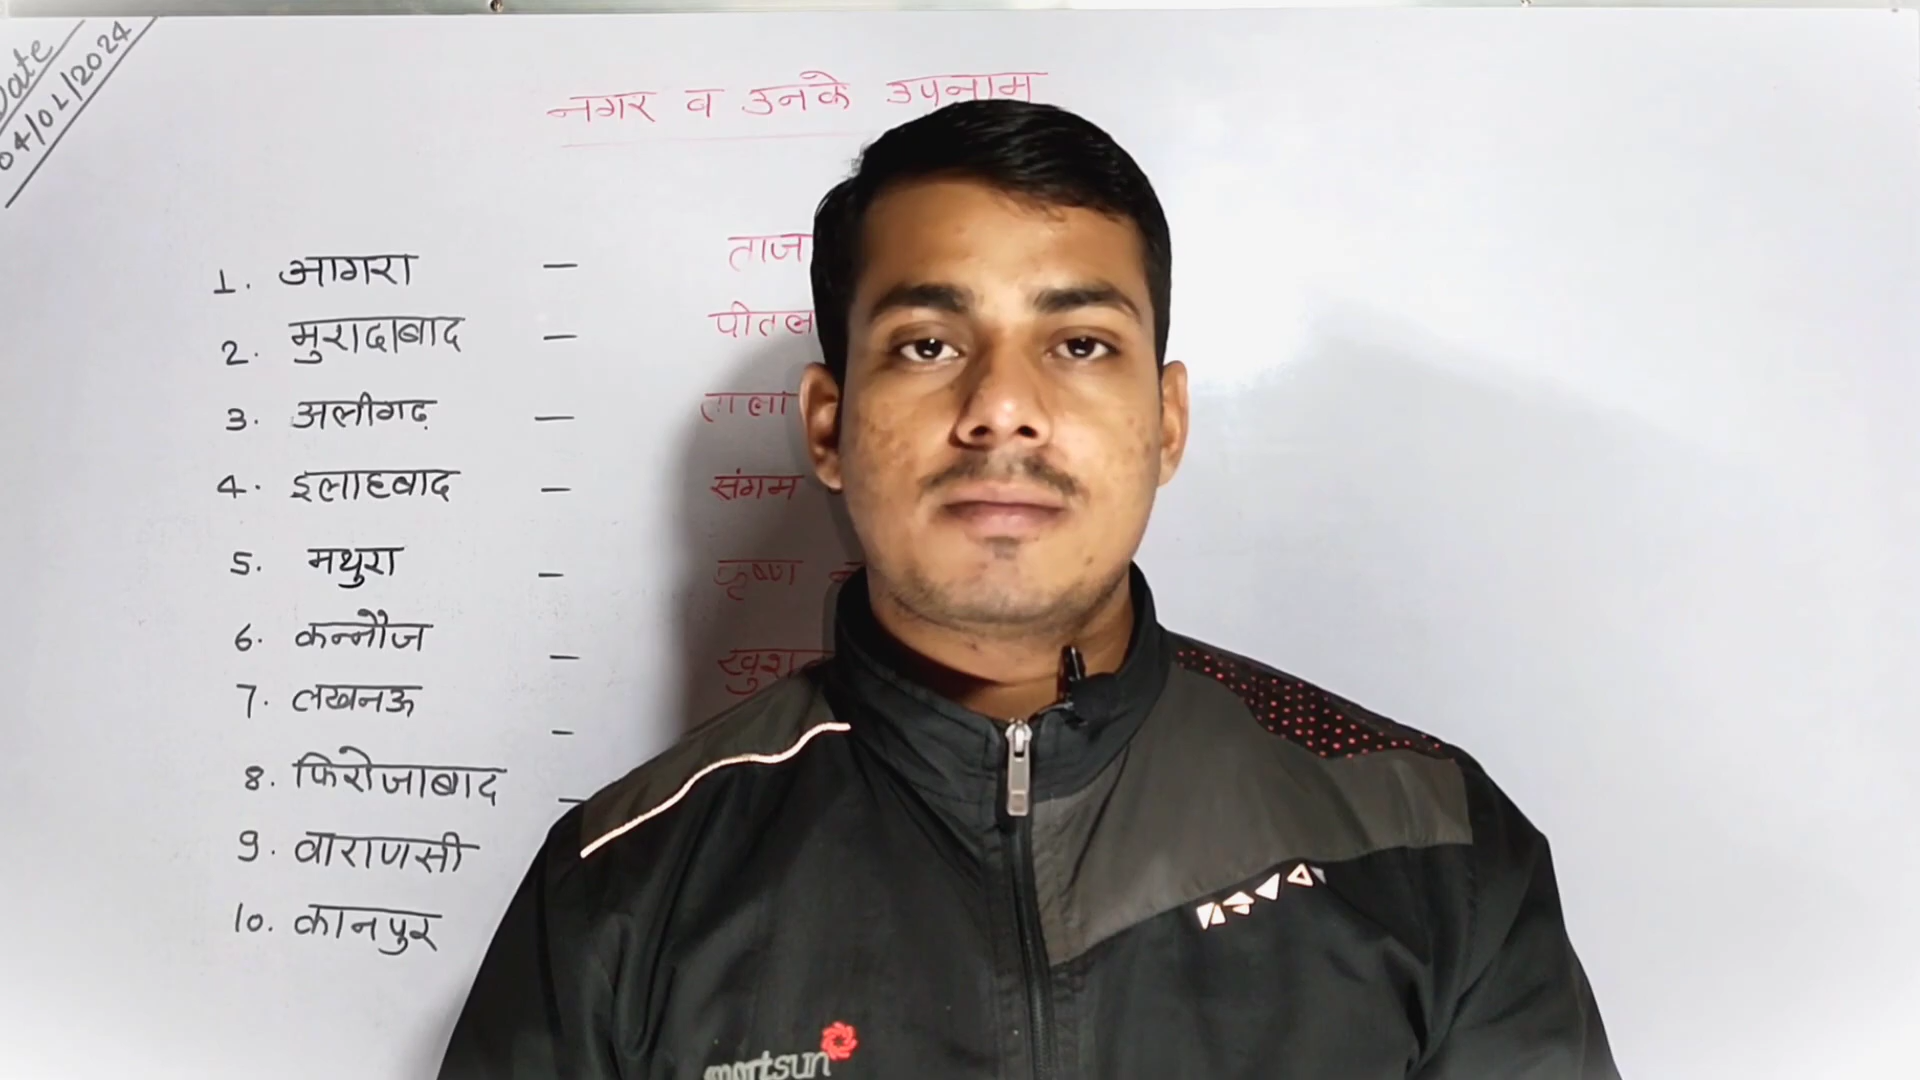 Date
04/01/2024
नगर व उनके उपनाम
1. आगरा - ताज
2. मुरादाबाद - पीतल
3. अलीगढ़ - ताला
4. इलाहवाद - संगम
5. मथुरा - कृष्ण
6. कन्नौज -
7. लखनऊ -
8. फिरोजाबाद -
9. वाराणसी
10. कानपुर